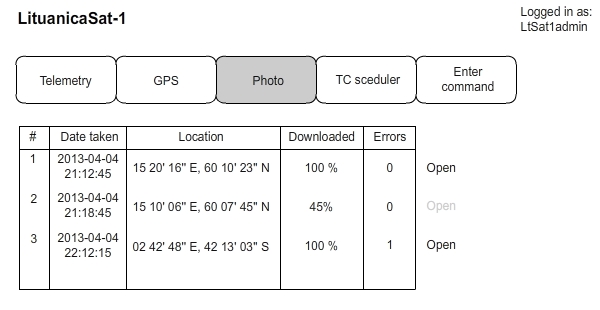 LituanicaSat-1
Logged in as:
LtSat1admin
Telemetry GPS Photo TC sceduler Enter
command
# Date taken Location Downloaded Errors
1 2013-04-04
21:12:45 15 20' 16" E, 60 10' 23" N 100 % 0 Open
2 2013-04-04
21:18:45 15 10' 06" E, 60 07' 45" N 45% 0 Open
3 2013-04-04
22:12:15 02 42' 48" E, 42 13' 03" S 100 % 1 Open